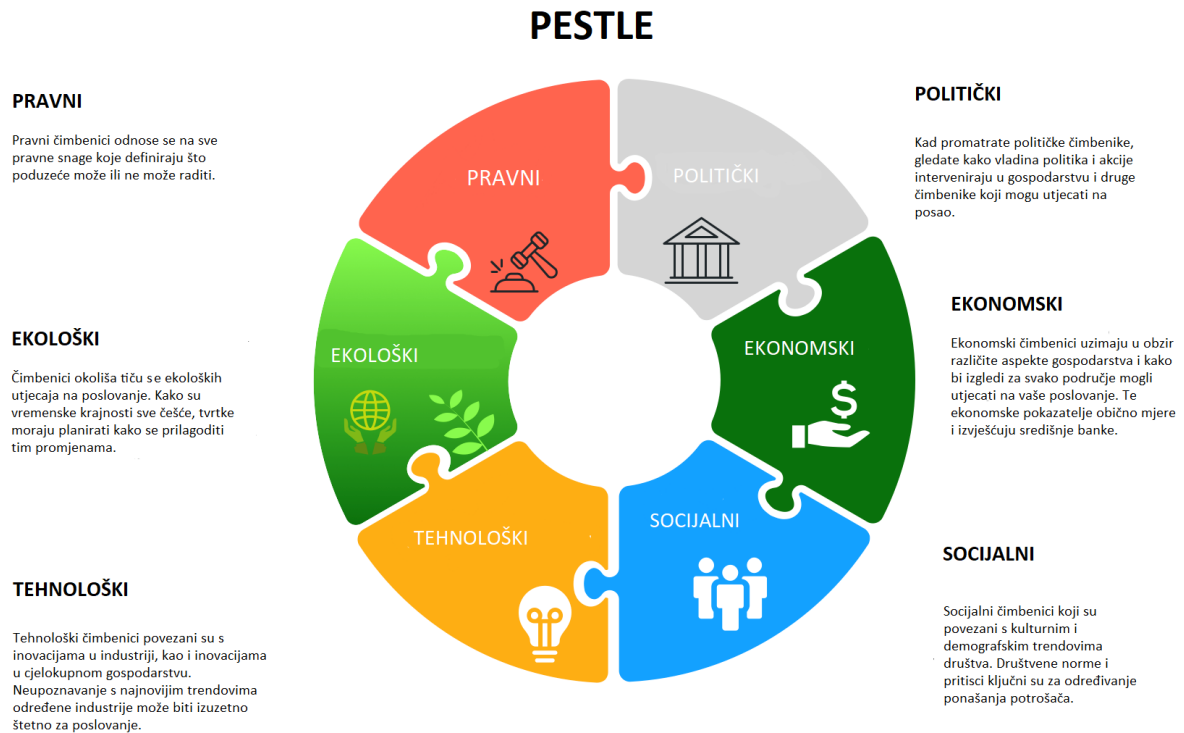 PESTLE
PRAVNI
Pravni čimbenici odnose se na sve
pravne snage koje definiraju što
poduzeće može ili ne može raditi.
EKOLOŠKI
Čimbenici okoliša tiču se ekoloških
utjecaja na poslovanje. Kako su
vremenske krajnosti sve češće, tvrtke
moraju planirati kako se prilagoditi
tim promjenama.
TEHNOLOŠKI
Tehnološki čimbenici povezani su s
inovacijama u industriji, kao i inovacijama
u cjelokupnom gospodarstvu.
Neupoznavanje s najnovijim trendovima
određene industrije može biti izuzetno
štetno za poslovanje.
PRAVNI
POLITIČKI
EKOLOŠKI
EKONOMSKI
TEHNOLOŠKI
SOCIJALNI
POLITIČKI
Kad promatrate političke čimbenike,
gledate kako vladina politika i akcije
interveniraju u gospodarstvu i druge
čimbenike koji mogu utjecati na
posao.
EKONOMSKI
Ekonomski čimbenici uzimaju u obzir
različite aspekte gospodarstva i kako
bi izgledi za svako područje mogli
utjecati na vaše poslovanje. Te
ekonomske pokazatelje obično mjere
i izvješćuju središnje banke.
SOCIJALNI
Socijalni čimbenici koji su
povezani s kulturnim i
demografskim trendovima
društva. Društvene norme i
pritisci ključni su za određivanje
ponašanja potrošača.